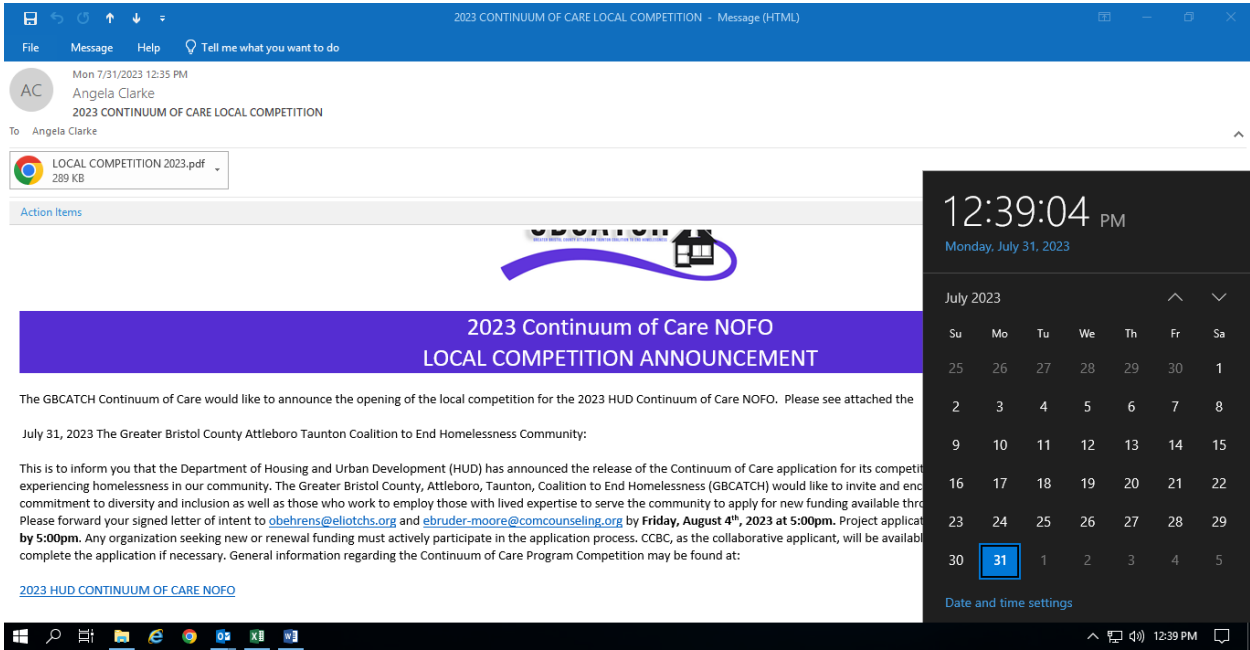 2023 CONTINUUM OF CARE LOCAL COMPETITION - Message (HTML)
File Message Help Tell me what you want to do
Mon 7/31/2023 12:35 PM
AC
Angela Clarke
2023 CONTINUUM OF CARE LOCAL COMPETITION
To Angela Clarke
LOCAL COMPETITION 2023.pdf
289 KB
Action Items
2023 Continuum of Care NOFO
LOCAL COMPETITION ANNOUNCEMENT
The GBCATCH Continuum of Care would like to announce the opening of the local competition for the 2023 HUD Continuum of Care NOFO. Please see attached the
July 31, 2023 The Greater Bristol County Attleboro Taunton Coalition to End Homelessness Community:
This is to inform you that the Department of Housing and Urban Development (HUD) has announced the release of the Continuum of Care application for its competit
experiencing homelessness in our community. The Greater Bristol County, Attleboro, Taunton, Coalition to End Homelessness (GBCATCH) would like to invite and enc
commitment to diversity and inclusion as well as those who work to employ those with lived expertise to serve the community to apply for new funding available thro
Please forward your signed letter of intent to obehrens@eliotchs.org and ebruder-moore@comcounseling.org by Friday, August 4th, 2023 at 5:00pm. Project applicat
by 5:00pm. Any organization seeking new or renewal funding must actively participate in the application process. CCBC, as the collaborative applicant, will be availabl
complete the application if necessary. General information regarding the Continuum of Care Program Competition may be found at:
2023 HUD CONTINUUM OF CARE NOFO
12:39:04 PM
Monday, July 31, 2023
July 2023
Su Mo Tu We Th Fr Sa
25 26 27 28 29 30 1
2 3 4 5 6 7 8
9 10 11 12 13 14 15
16 17 18 19 20 21 22
23 24 25 26 27 28 29
30 31 1 2 3 4 5
Date and time settings
12:39 PM